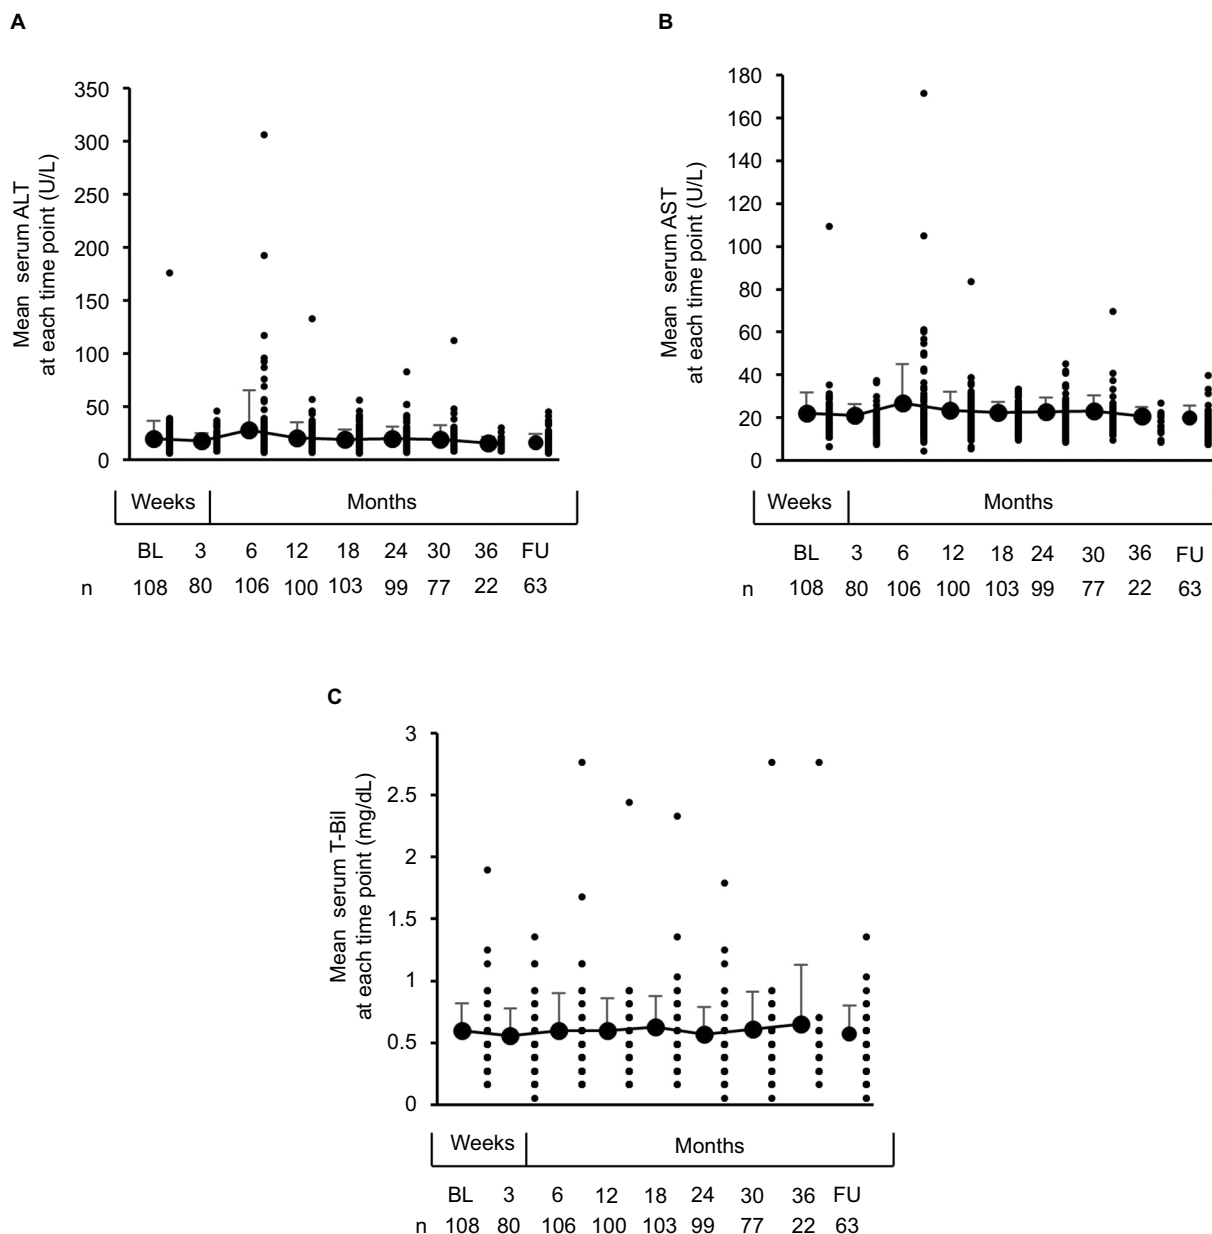 A
Mean serum ALT
at each time point (U/L)
350
300
250
200
150
100
50
0
Weeks Months
BL 3 6 12 18 24 30 36 FU
n 108 80 106 100 103 99 77 22 63
B
Mean serum AST
at each time point (U/L)
180
160
140
120
100
80
60
40
20
0
Weeks Months
BL 3 6 12 18 24 30 36 FU
n 108 80 106 100 103 99 77 22 63
C
Mean serum T-Bil
at each time point (mg/dL)
3
2.5
2
1.5
1
0.5
0
Weeks Months
BL 3 6 12 18 24 30 36 FU
n 108 80 106 100 103 99 77 22 63